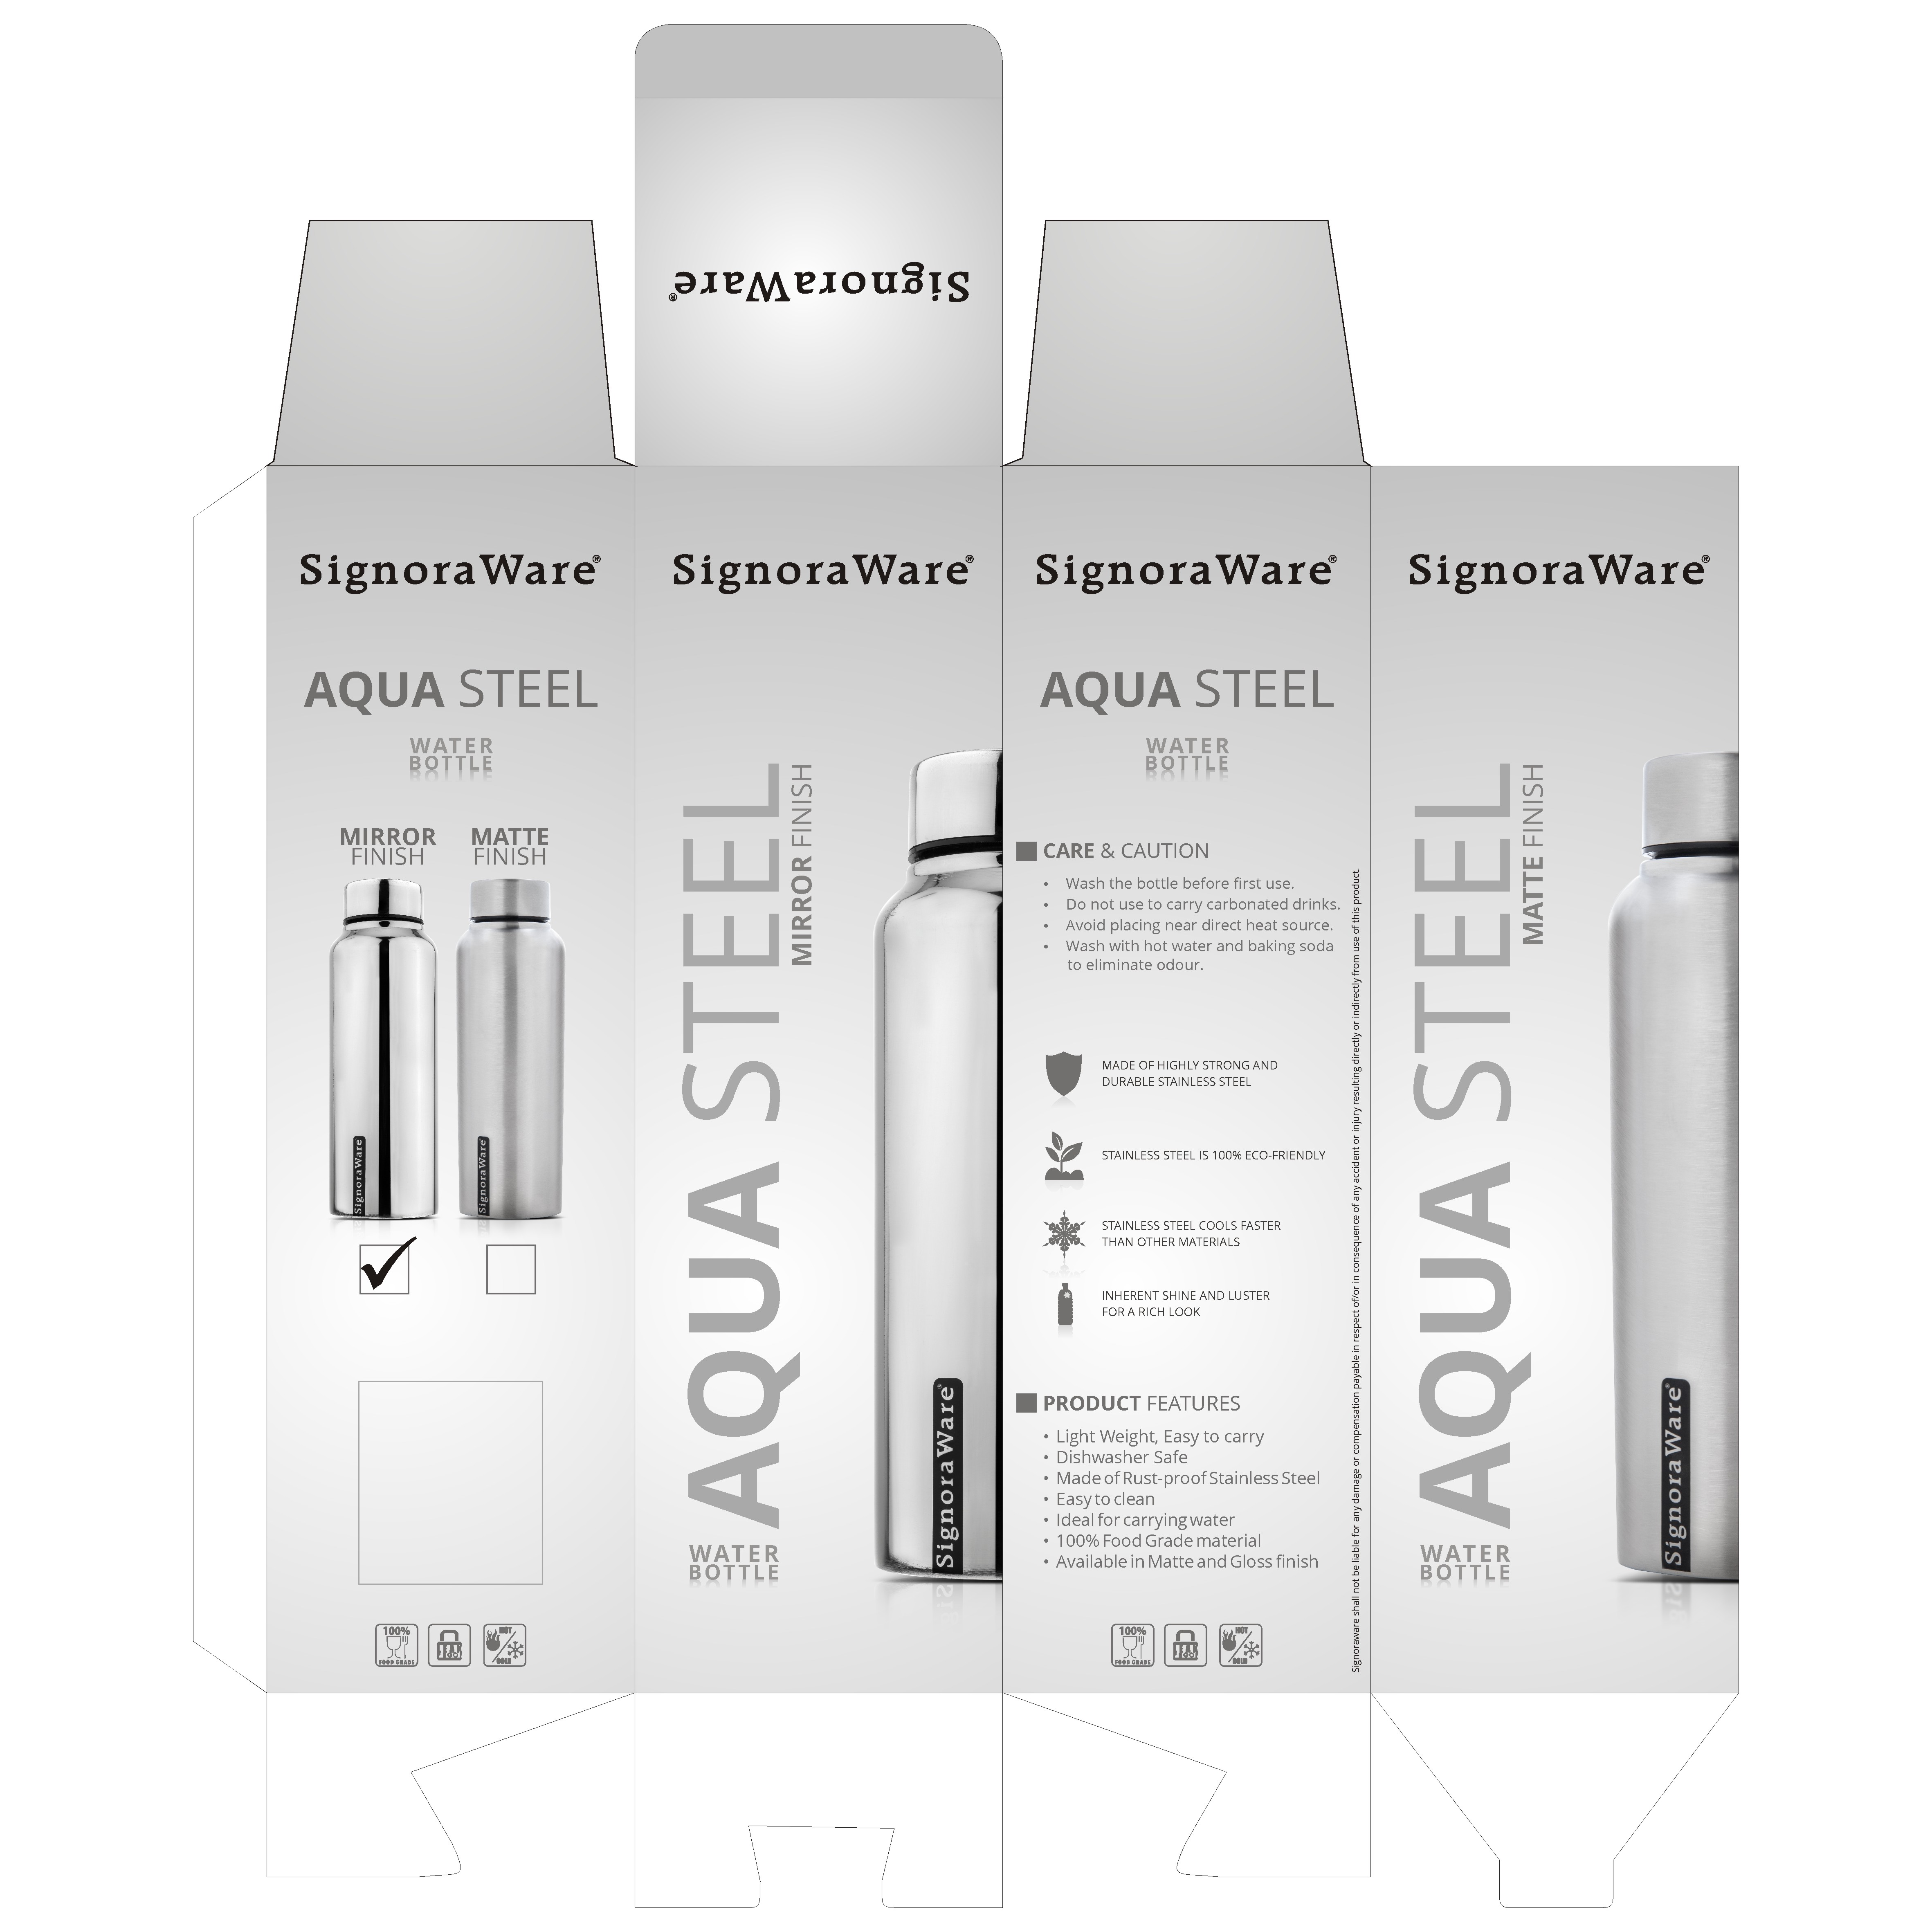 SignoraWare®
SignoraWare®
AQUA STEEL
WATER
BOTTLE
MIRROR
FINISH
MATTE
FINISH
SignoraWare
SignoraWare
100%
FOOD GRADE
LEAK
PROOF
HOT
COLD
SignoraWare®
AQUA STEEL
MIRROR FINISH
WATER
BOTTLE
SignoraWare®
SignoraWare®
AQUA STEEL
WATER
BOTTLE
CARE & CAUTION
• Wash the bottle before first use.
• Do not use to carry carbonated drinks.
• Avoid placing near direct heat source.
• Wash with hot water and baking soda
to eliminate odour.
MADE OF HIGHLY STRONG AND
DURABLE STAINLESS STEEL
STAINLESS STEEL IS 100% ECO-FRIENDLY
STAINLESS STEEL COOLS FASTER
THAN OTHER MATERIALS
INHERENT SHINE AND LUSTER
FOR A RICH LOOK
PRODUCT FEATURES
• Light Weight, Easy to carry
• Dishwasher Safe
• Made of Rust-proof Stainless Steel
• Easy to clean
• Ideal for carrying water
• 100% Food Grade material
• Available in Matte and Gloss finish
100%
FOOD GRADE
LEAK
PROOF
HOT
COLD
Signoraware shall not be liable for any damage or compensation payable in respect of/or in consequence of any accident or injury resulting directly or indirectly from use of this product.
SignoraWare®
AQUA STEEL
MATTE FINISH
WATER
BOTTLE
SignoraWare®